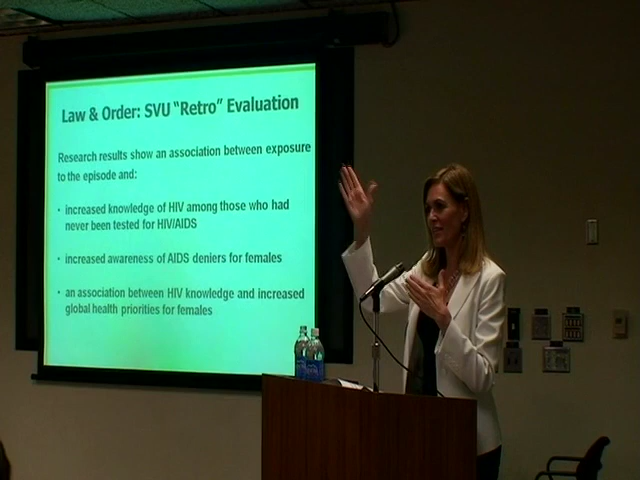 Law & Order: SVU "Retro" Evaluation
Research results show an association between exposure
to the episode and:
• increased knowledge of HIV among those who had
never been tested for HIV/AIDS
• increased awareness of AIDS deniers for females
• an association between HIV knowledge and increased
global health priorities for females